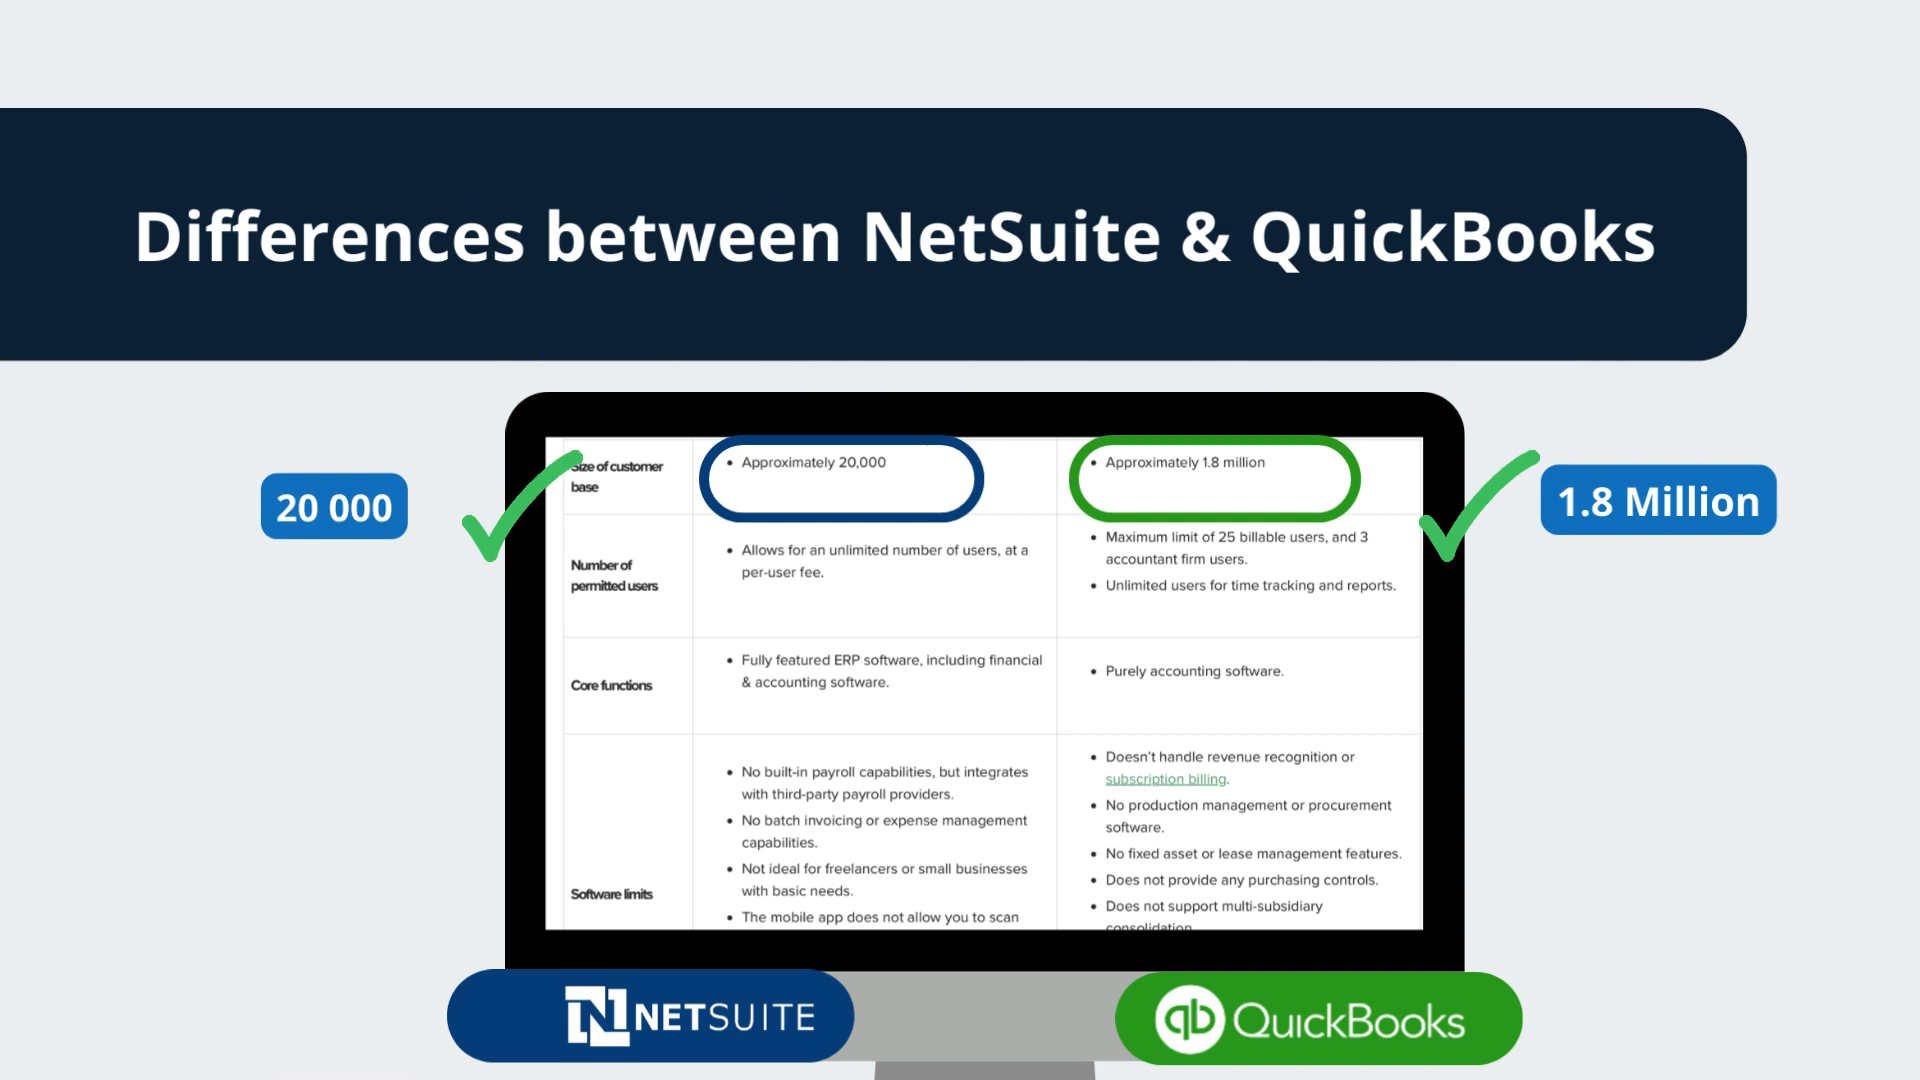 Differences between NetSuite & QuickBooks
20 000
1.8 Million
Size of customer
base
• Approximately 20,000
• Approximately 1.8 million
Number of
permitted users
• Allows for an unlimited number of users, at a
per-user fee.
• Maximum limit of 25 billable users, and 3
accountant firm users.
• Unlimited users for time tracking and reports.
Core functions
• Fully featured ERP software, including financial
& accounting software.
• Purely accounting software.
Software limits
• No built-in payroll capabilities, but integrates
with third-party payroll providers.
• No batch invoicing or expense management
capabilities.
• Not ideal for freelancers or small businesses
with basic needs.
• The mobile app does not allow you to scan
• Doesn't handle revenue recognition or
subscription billing.
• No production management or procurement
software.
• No fixed asset or lease management features.
• Does not provide any purchasing controls.
• Does not support multi-subsidiary
consolidation
NETSUITE
qb QuickBooks